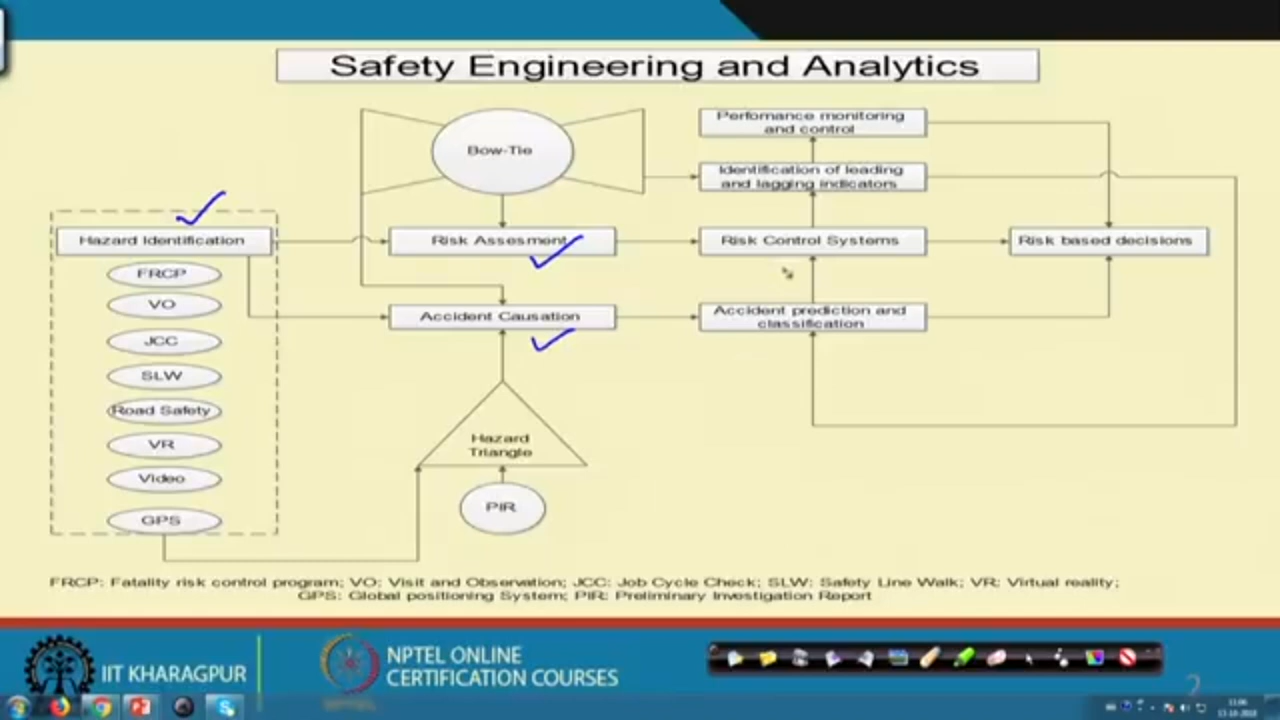 Safety Engineering and Analytics
Bow-Tie
Perfomance monitoring
and control
Identification of leading
and lagging indicators
Hazard Identification
Risk Assesment
Risk Control Systems
Risk based decisions
FRCP
VO
JCC
SLW
Road Safety
VR
Video
GPS
Accident Causation
Accident prediction and
classification
Hazard
Triangle
PIR
FRCP: Fatality risk control program; VO: Visit and Observation; JCC: Job Cycle Check; SLW: Safety Line Walk; VR: Virtual reality;
GPS: Global positioning System; PIR: Preliminary Investigation Report
IIT KHARAGPUR
NPTEL ONLINE
CERTIFICATION COURSES
2